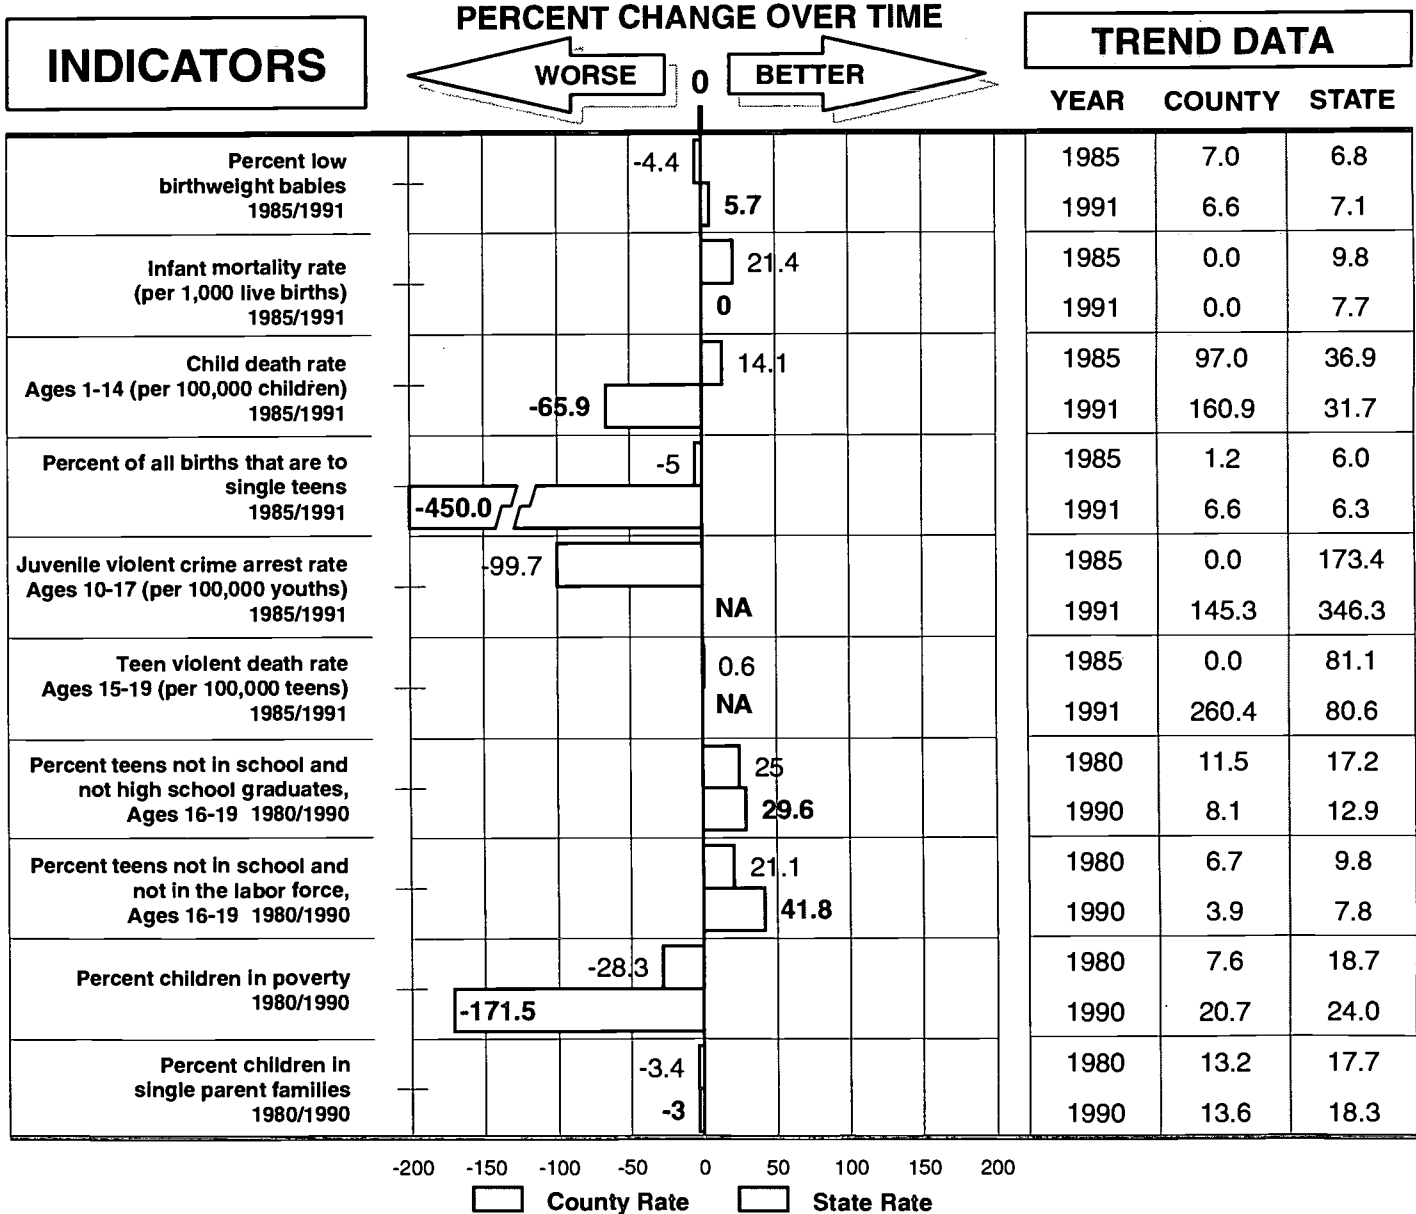 PERCENT CHANGE OVER TIME
INDICATORS
WORSE 0 BETTER
TREND DATA
YEAR COUNTY STATE
Percent low
birthweight babies
1985/1991
-4.4
5.7
1985 7.0 6.8
1991 6.6 7.1
Infant mortality rate
(per 1,000 live births)
1985/1991
21.4
0
1985 0.0 9.8
1991 0.0 7.7
Child death rate
Ages 1-14 (per 100,000 children)
1985/1991
14.1
-65.9
1985 97.0 36.9
1991 160.9 31.7
Percent of all births that are to
single teens
1985/1991
-5
-450.0
1985 1.2 6.0
1991 6.6 6.3
Juvenile violent crime arrest rate
Ages 10-17 (per 100,000 youths)
1985/1991
-99.7
NA
1985 0.0 173.4
1991 145.3 346.3
Teen violent death rate
Ages 15-19 (per 100,000 teens)
1985/1991
0.6
NA
1985 0.0 81.1
1991 260.4 80.6
Percent teens not in school and
not high school graduates,
Ages 16-19 1980/1990
25
29.6
1980 11.5 17.2
1990 8.1 12.9
Percent teens not in school and
not in the labor force,
Ages 16-19 1980/1990
21.1
41.8
1980 6.7 9.8
1990 3.9 7.8
Percent children in poverty
1980/1990
-28.3
-171.5
1980 7.6 18.7
1990 20.7 24.0
Percent children in
single parent families
1980/1990
-3.4
-3
1980 13.2 17.7
1990 13.6 18.3
-200 -150 -100 -50 0 50 100 150 200
County Rate State Rate